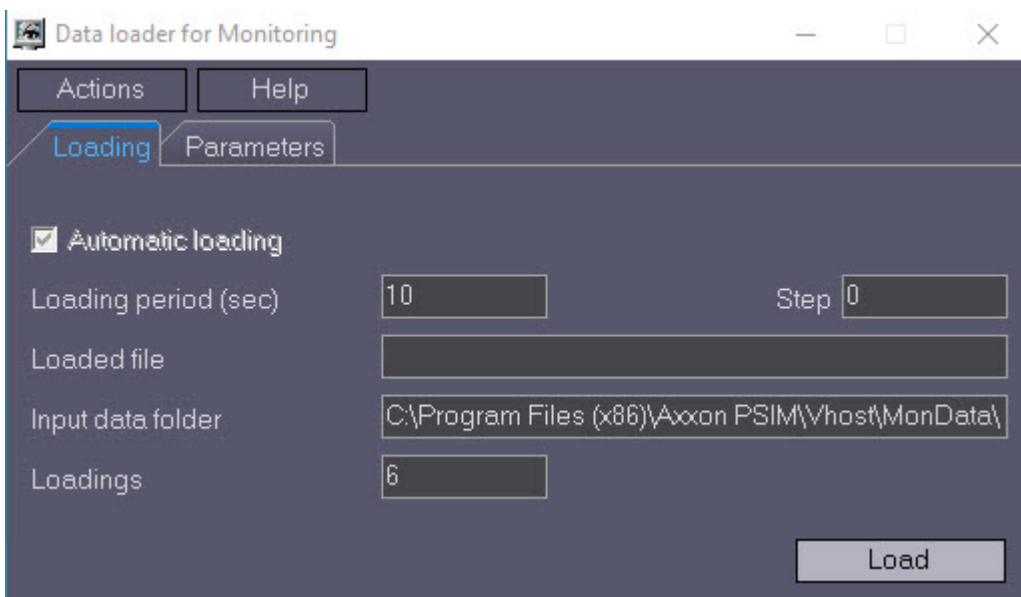 Data loader for Monitoring
Actions Help
Loading Parameters
Automatic loading
Loading period (sec) 10 Step 0
Loaded file
Input data folder C:\Program Files (x86)\Axxon PSIM\Vhost\MonData\
Loadings 6
Load